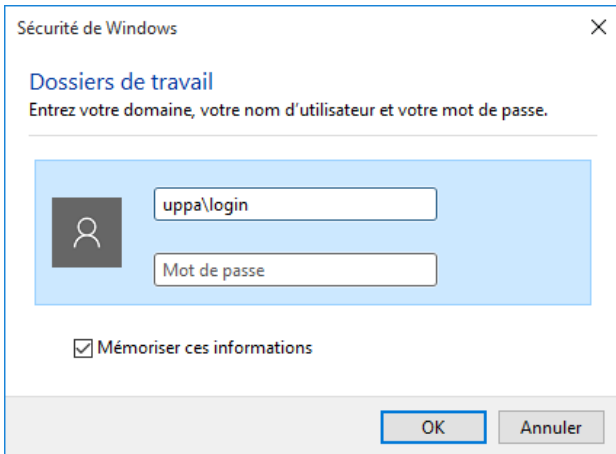 Sécurité de Windows
Dossiers de travail
Entrez votre domaine, votre nom d'utilisateur et votre mot de passe.
uppa\login
Mot de passe
Mémoriser ces informations
OK Annuler